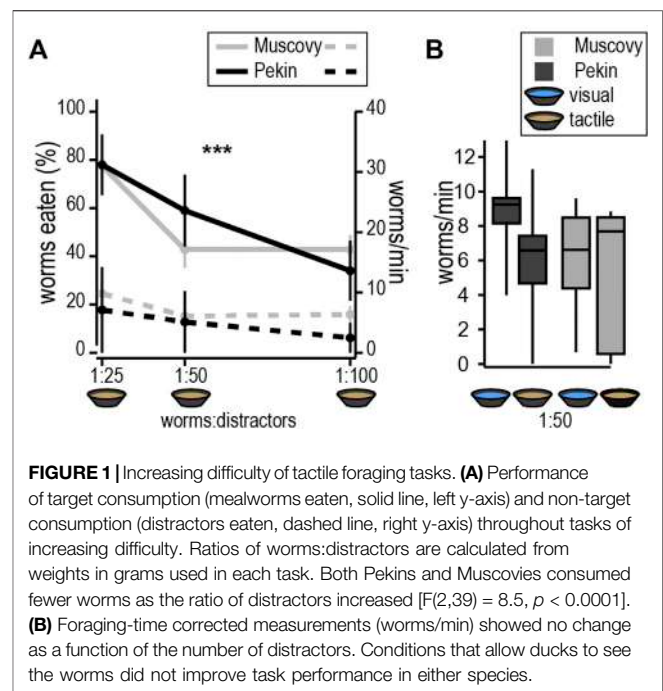 A
Muscovy
Pekin
100
80
60
40
20
0
worms eaten (%)
***
40
30
20
10
0
worms/min
1:25
1:50
1:100
worms:distractors
B
Muscovy
Pekin
visual
tactile
12
10
8
6
4
2
0
worms/min
1:50
FIGURE 1 | Increasing difficulty of tactile foraging tasks. (A) Performance
of target consumption (mealworms eaten, solid line, left y-axis) and non-target
consumption (distractors eaten, dashed line, right y-axis) throughout tasks of
increasing difficulty. Ratios of worms:distractors are calculated from
weights in grams used in each task. Both Pekins and Muscovies consumed
fewer worms as the ratio of distractors increased [F(2,39) = 8.5, p < 0.0001].
(B) Foraging-time corrected measurements (worms/min) showed no change
as a function of the number of distractors. Conditions that allow ducks to see
the worms did not improve task performance in either species.